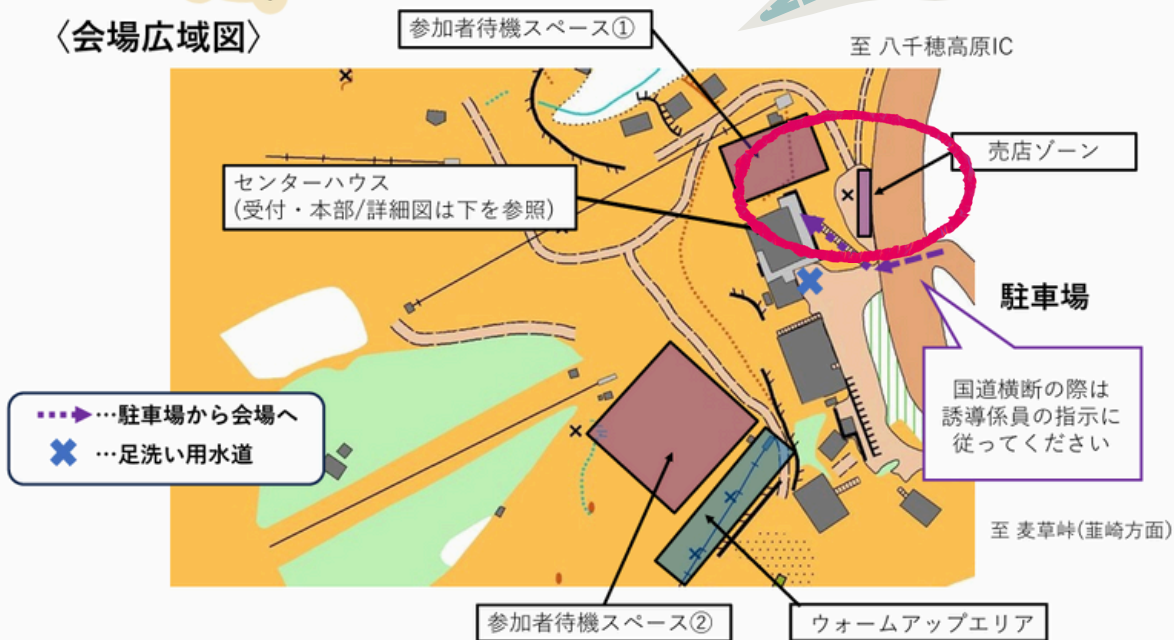 〈会場広域図〉
参加者待機スペース①
至 八千穂高原IC
売店ゾーン
センターハウス
(受付・本部/詳細図は下を参照)
駐車場
国道横断の際は
誘導係員の指示に
従ってください
…駐車場から会場へ
…足洗い用水道
至 麦草峠(韮崎方面)
参加者待機スペース②
ウォームアップエリア